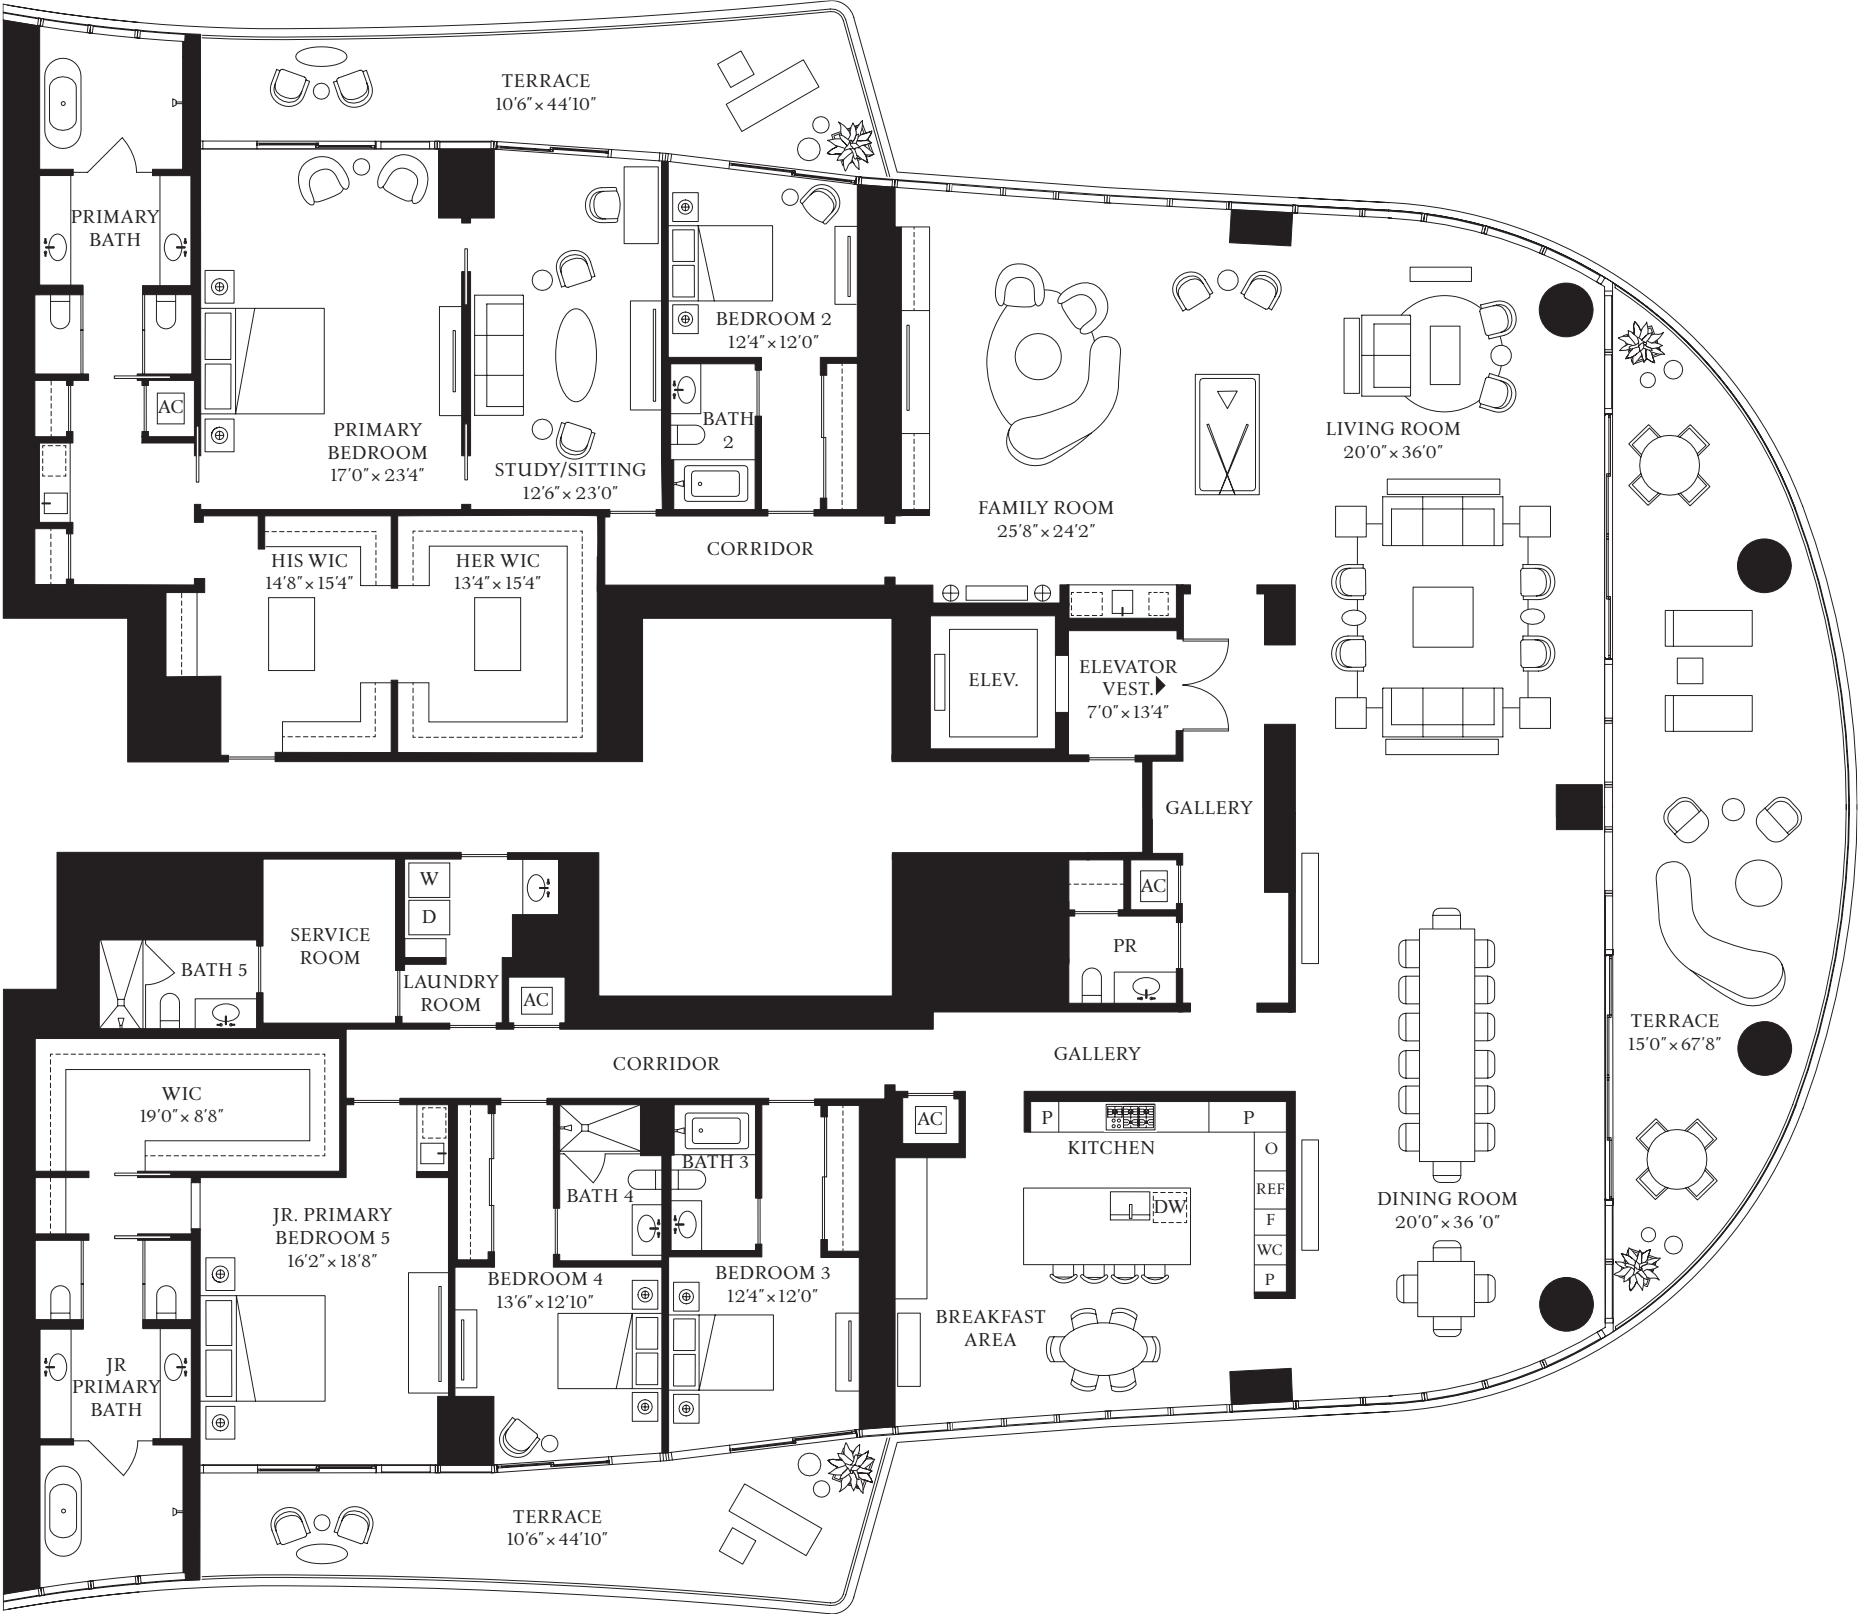 TERRACE
10'6" × 44'10"
PRIMARY
BATH
BEDROOM 2
12'4" × 12'0"
AC
PRIMARY
BEDROOM
17'0" × 23'4"
STUDY/SITTING
12'6" × 23'0"
BATH
2
LIVING ROOM
20'0" × 36'0"
FAMILY ROOM
25'8" × 24'2"
CORRIDOR
HIS WIC
14'8" × 15'4"
HER WIC
13'4" × 15'4"
ELEV.
ELEVATOR
VEST.
7'0" × 13'4"
GALLERY
W
D
AC
SERVICE
ROOM
PR
BATH 5
LAUNDRY
ROOM
AC
TERRACE
15'0" × 67'8"
CORRIDOR
GALLERY
WIC
19'0" × 8'8"
AC
P
P
KITCHEN
O
BATH 3
BATH 4
REF
DW
DINING ROOM
20'0" × 36 '0"
F
WC
P
JR. PRIMARY
BEDROOM 5
16'2" × 18'8"
BEDROOM 4
13'6" × 12'10"
BEDROOM 3
12'4" × 12'0"
BREAKFAST
AREA
JR
PRIMARY
BATH
TERRACE
10'6" × 44'10"